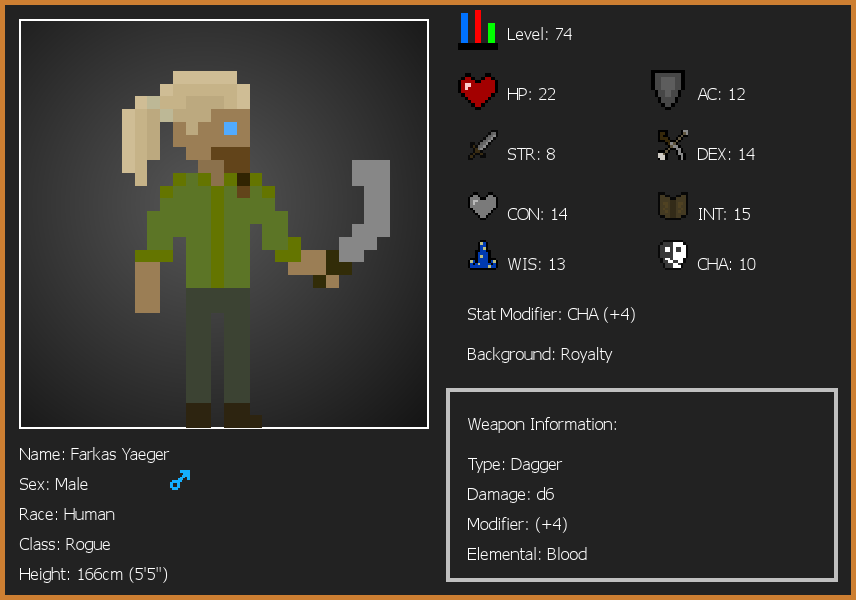 Level: 74
HP: 22
AC: 12
STR: 8
DEX: 14
CON: 14
INT: 15
WIS: 13
CHA: 10
Stat Modifier: CHA (+4)
Background: Royalty
Weapon Information:
Type: Dagger
Damage: d6
Modifier: (+4)
Elemental: Blood
Name: Farkas Yaeger
Sex: Male
Race: Human
Class: Rogue
Height: 166cm (5'5")